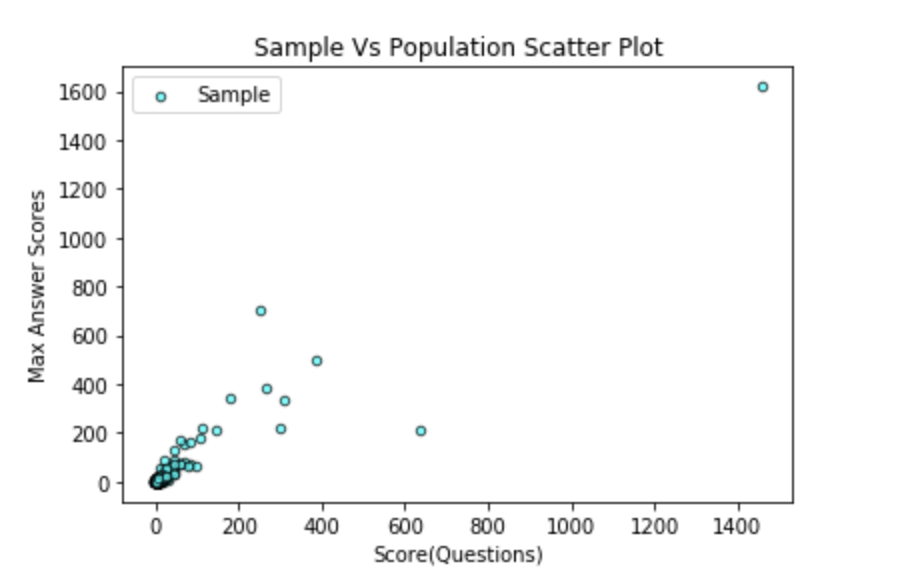 Sample Vs Population Scatter Plot
Sample
1600
1400
1200
1000
800
600
400
200
0
Max Answer Scores
0 200 400 600 800 1000 1200 1400
Score(Questions)